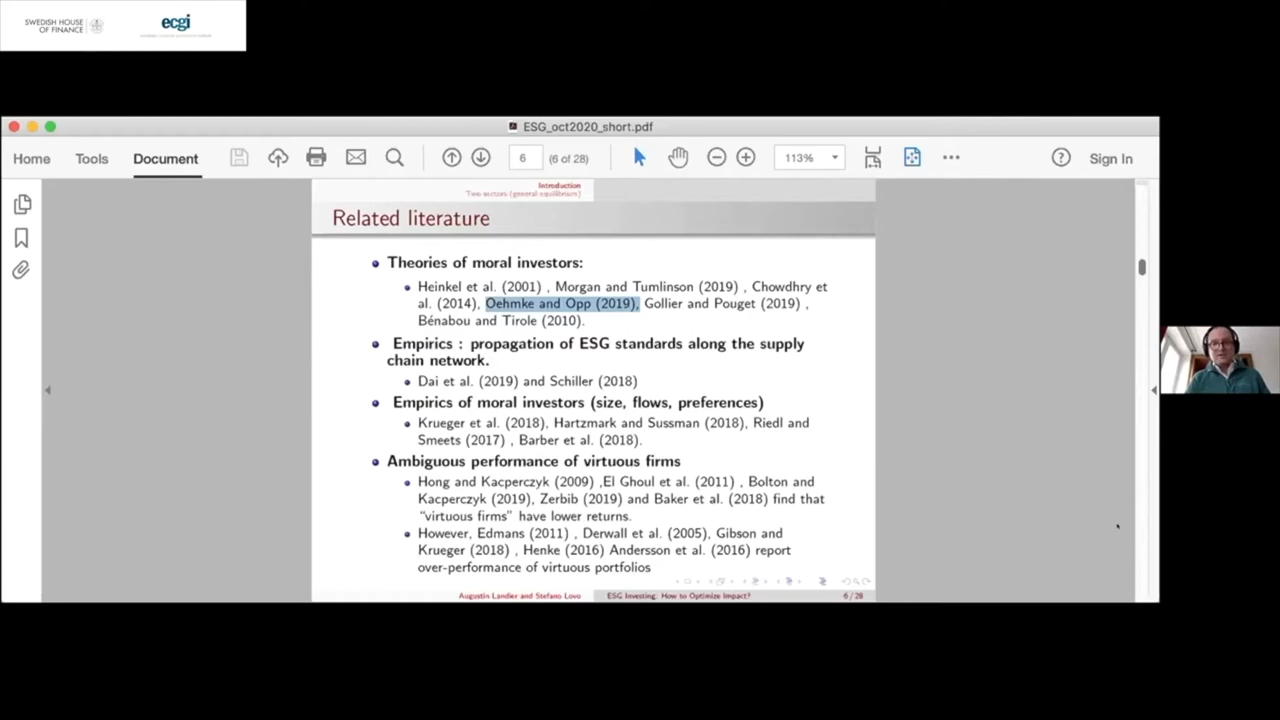 SWEDISH HOUSE
OF FINANCE
ecgi
ESG_oct2020_short.pdf
Home Tools Document 6 (6 of 28) 113% Sign In
Introduction
Two sectors (general equilibrium)
Related literature
Theories of moral investors:
Heinkel et al. (2001) , Morgan and Tumlinson (2019) , Chowdhry et
al. (2014), Oehmke and Opp (2019), Gollier and Pouget (2019) ,
Bénabou and Tirole (2010).
Empirics : propagation of ESG standards along the supply
chain network.
Dai et al. (2019) and Schiller (2018)
Empirics of moral investors (size, flows, preferences)
Krueger et al. (2018), Hartzmark and Sussman (2018), Riedl and
Smeets (2017) , Barber et al. (2018).
Ambiguous performance of virtuous firms
Hong and Kacperczyk (2009) ,El Ghoul et al. (2011) , Bolton and
Kacperczyk (2019), Zerbib (2019) and Baker et al. (2018) find that
“virtuous firms” have lower returns.
However, Edmans (2011) , Derwall et al. (2005), Gibson and
Krueger (2018) , Henke (2016) Andersson et al. (2016) report
over-performance of virtuous portfolios
Augustin Landier and Stefano Lovo ESG Investing: How to Optimize Impact? 6 / 28